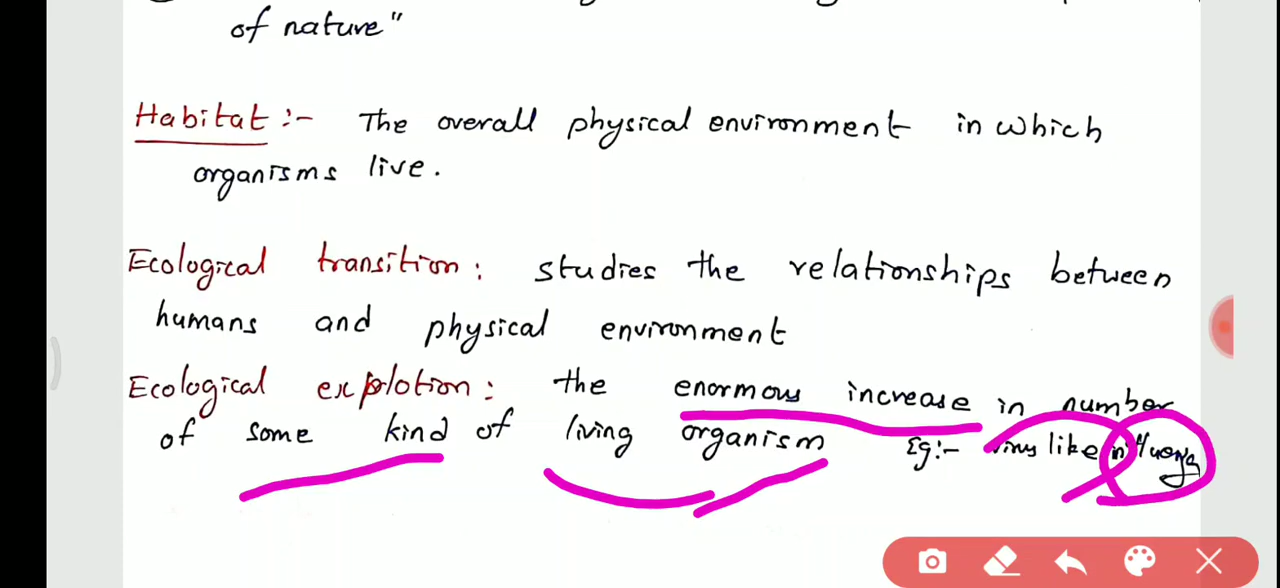 of nature"
Habitat :- The overall physical environment in which
organisms live.
Ecological transition: studies the relationships between
humans and physical environment
Ecological explotion: the enormous increase in number
of some kind of living organism Eg:- like